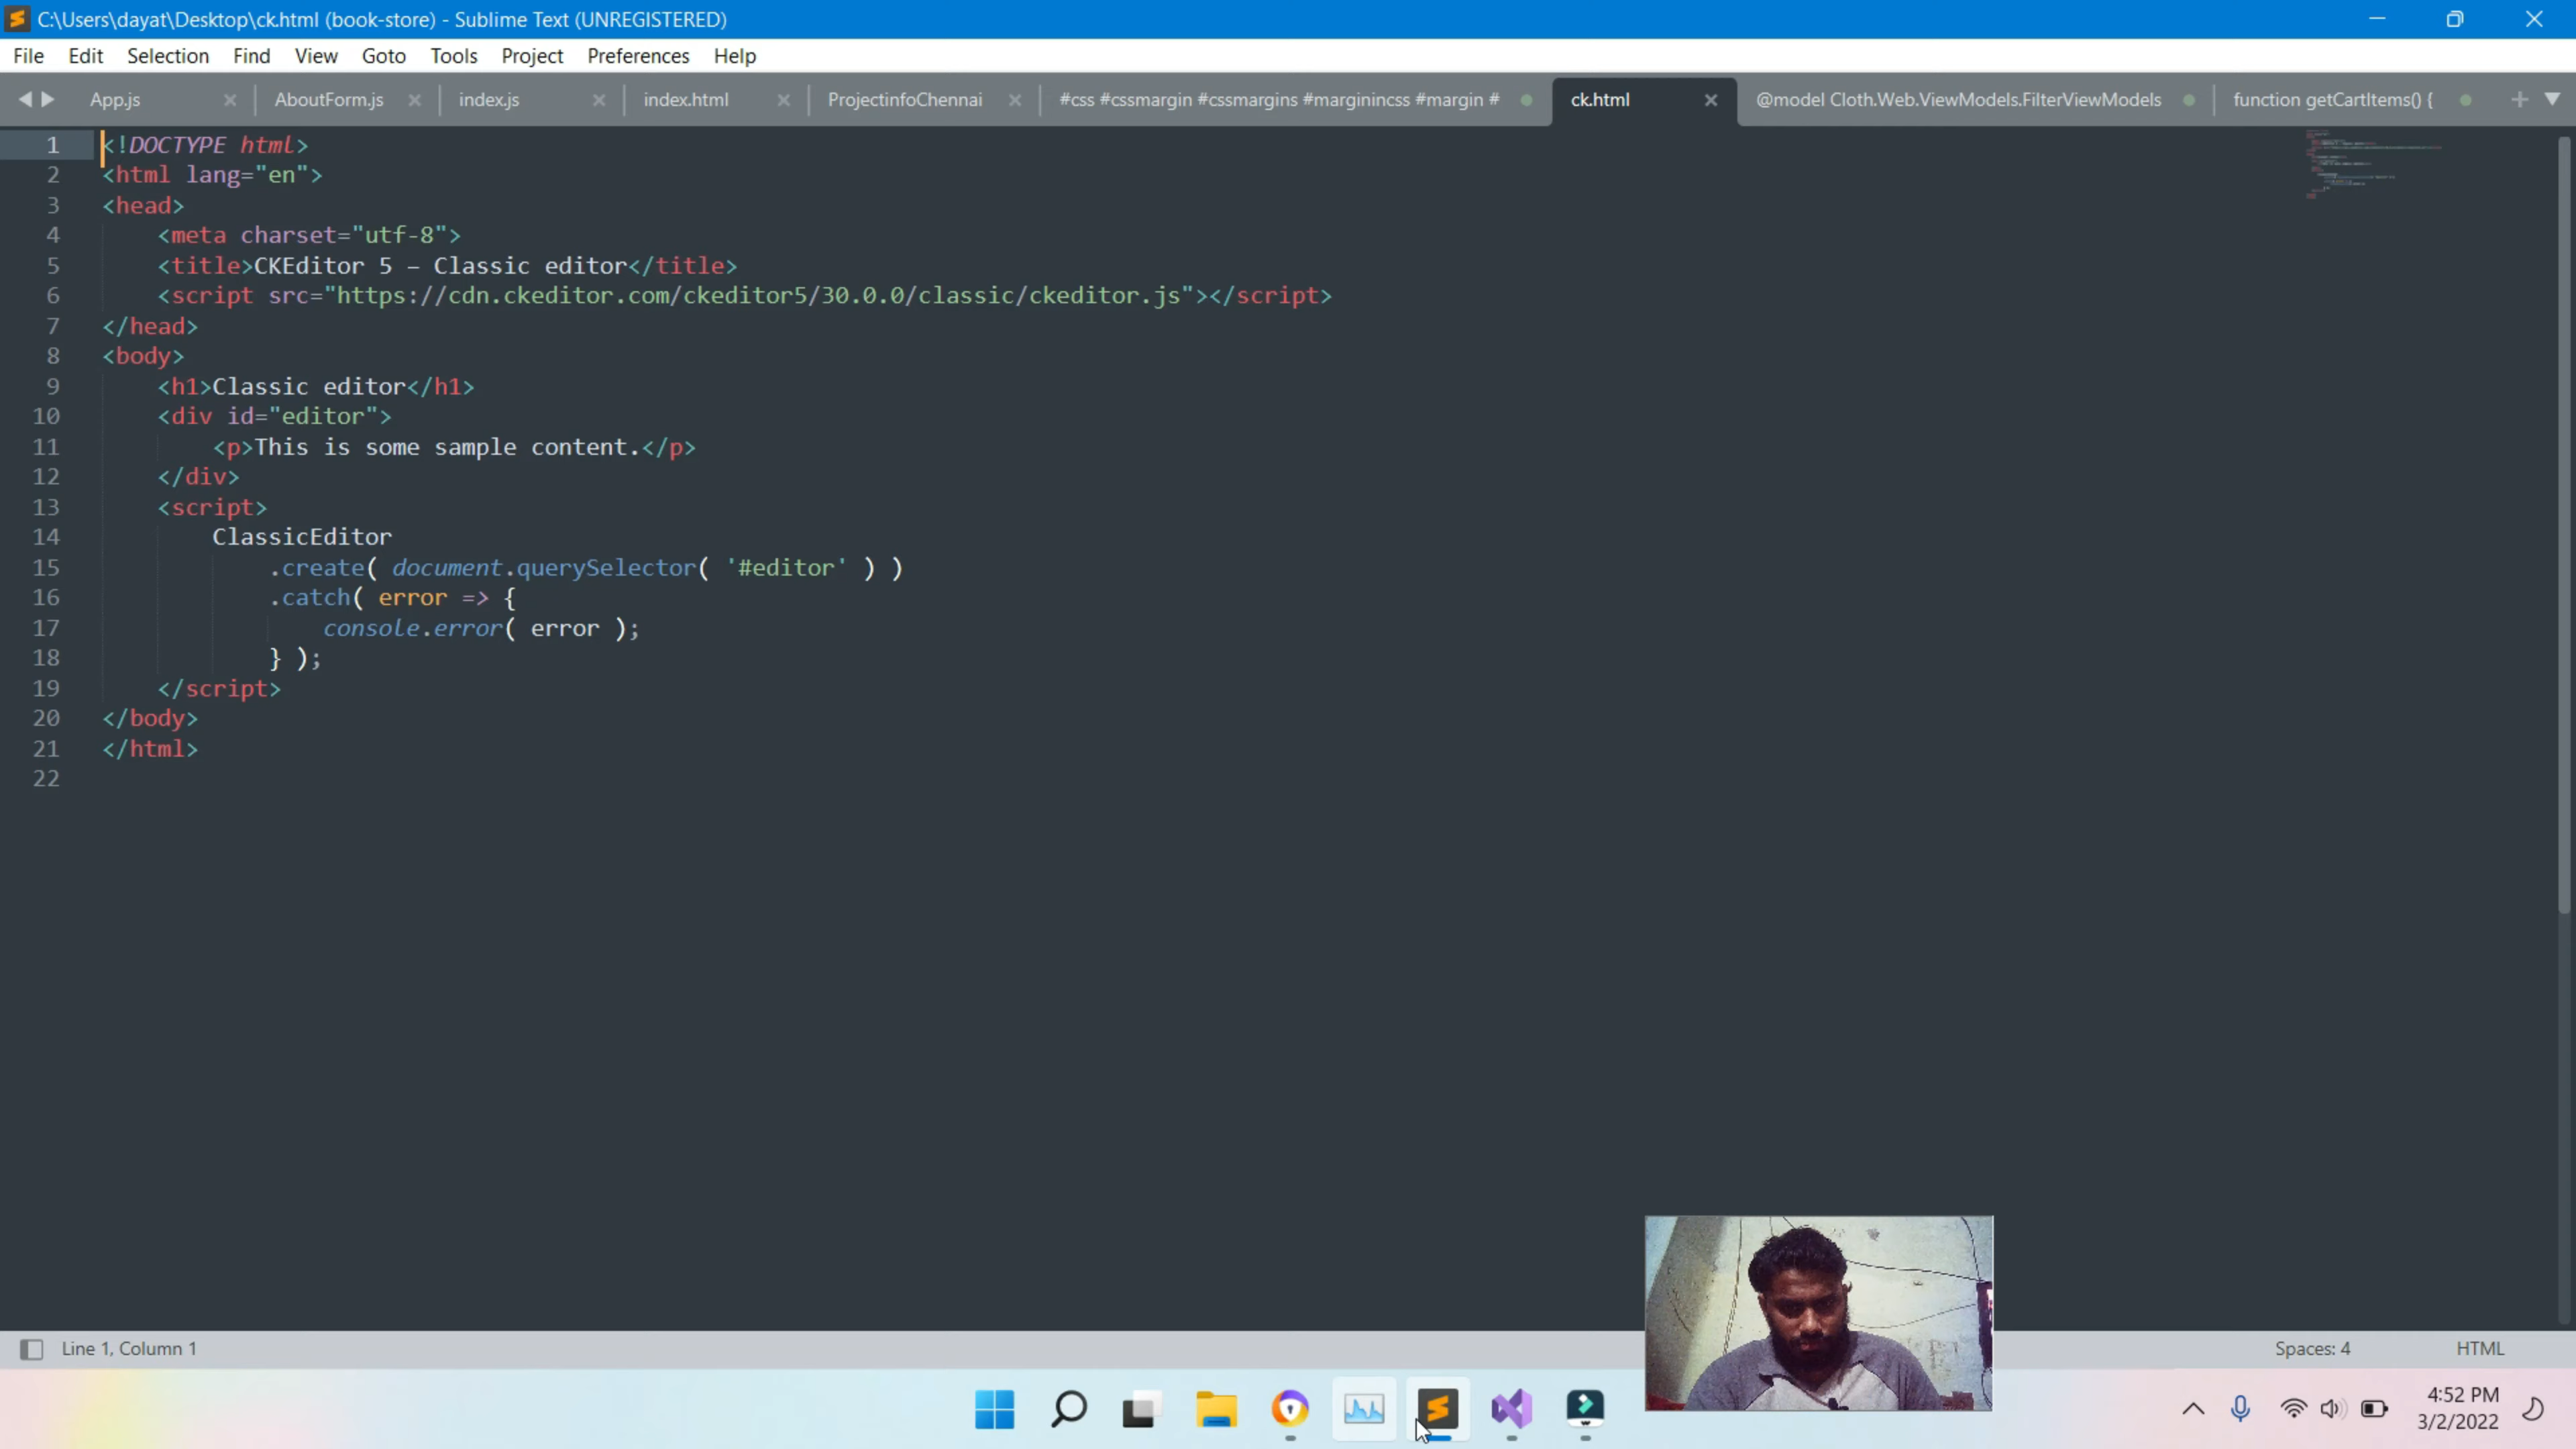 C:\Users\dayat\Desktop\ck.html (book-store) - Sublime Text (UNREGISTERED)
File Edit Selection Find View Goto Tools Project Preferences Help
App.js AboutForm.js index.js index.html ProjectinfoChennai #css #cssmargin #cssmargins #marginincss #margin # ck.html @model Cloth.Web.ViewModels.FilterViewModels function getCartItems() {
1 <!DOCTYPE html>
2 <html lang="en">
3 <head>
4 <meta charset="utf-8">
5 <title>CKEditor 5 – Classic editor</title>
6 <script src="https://cdn.ckeditor.com/ckeditor5/30.0.0/classic/ckeditor.js"></script>
7 </head>
8 <body>
9 <h1>Classic editor</h1>
10 <div id="editor">
11 <p>This is some sample content.</p>
12 </div>
13 <script>
14 ClassicEditor
15 .create( document.querySelector( '#editor' ) )
16 .catch( error => {
17 console.error( error );
18 } );
19 </script>
20 </body>
21 </html>
22
Line 1, Column 1 Spaces: 4 HTML
4:52 PM
3/2/2022